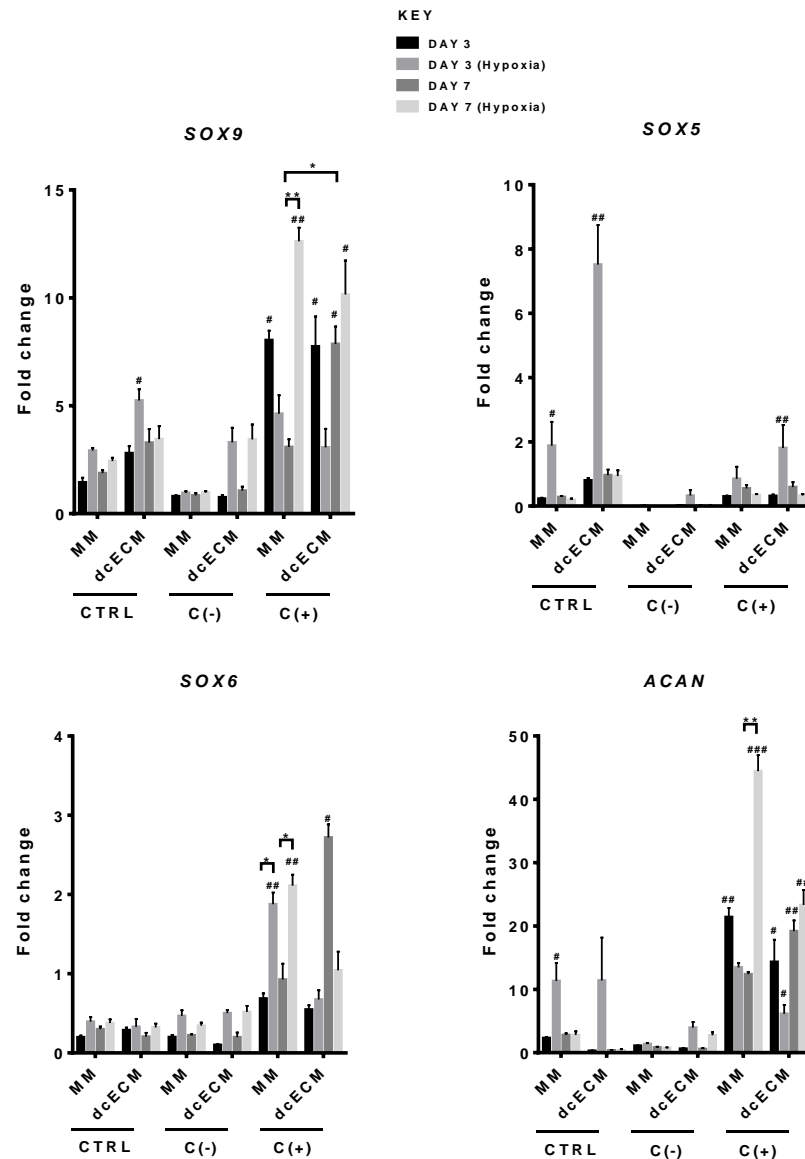 KEY
DAY 3
DAY 3 (Hypoxia)
DAY 7
DAY 7 (Hypoxia)
SOX9
Fold change
15
10
5
0
*
**
##
#
#
#
#
#
MM
dcECM
MM
dcECM
MM
dcECM
CTRL
C(-)
C(+)
SOX5
Fold change
10
8
6
4
2
0
#
##
##
MM
dcECM
MM
dcECM
MM
dcECM
CTRL
C(-)
C(+)
SOX6
Fold change
4
3
2
1
0
*
##
*
##
#
MM
dcECM
MM
dcECM
MM
dcECM
CTRL
C(-)
C(+)
ACAN
Fold change
50
40
30
20
10
0
#
##
**
###
#
#
##
##
MM
dcECM
MM
dcECM
MM
dcECM
CTRL
C(-)
C(+)